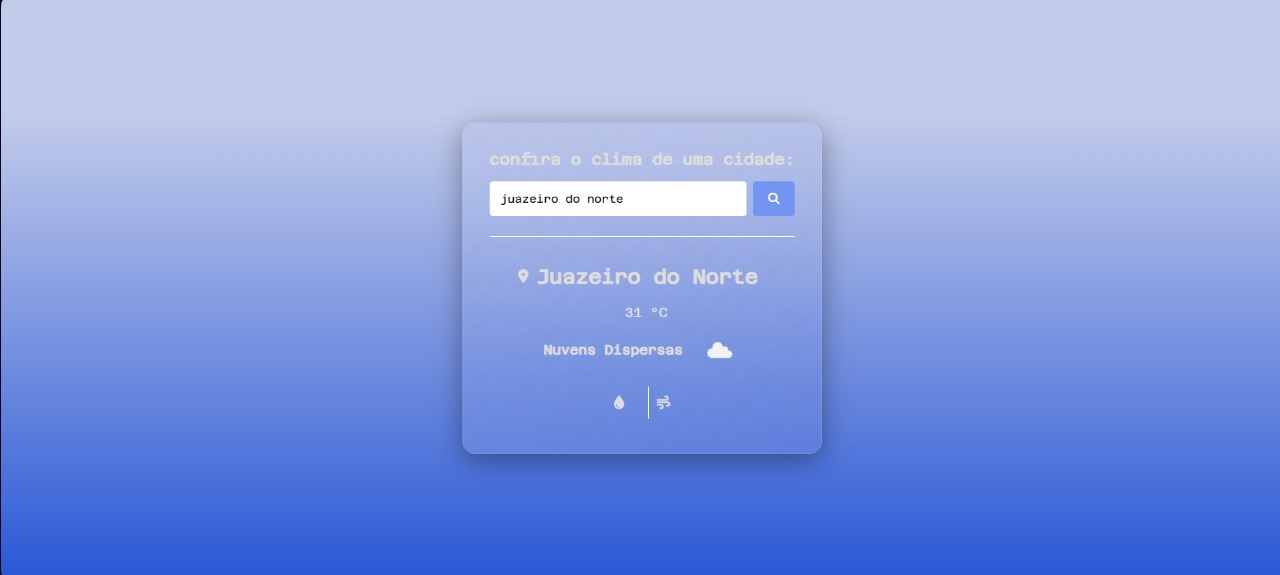 confira o clima de uma cidade:
juazeiro do norte
Juazeiro do Norte
31 °C
Nuvens Dispersas